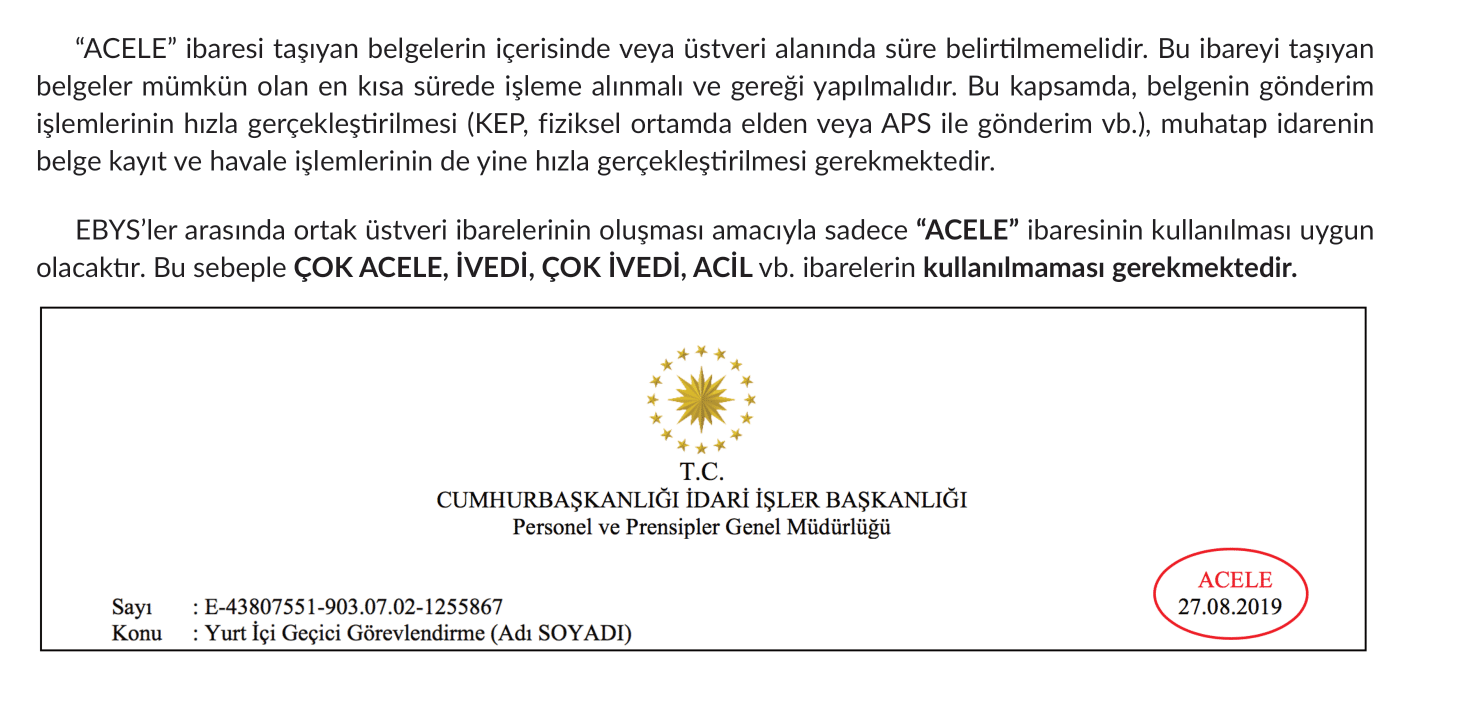 “ACELE” ibaresi taşıyan belgelerin içerisinde veya üstveri alanında süre belirtilmemelidir. Bu ibareyi taşıyan
belgeler mümkün olan en kısa sürede işleme alınmalı ve gereği yapılmalıdır. Bu kapsamda, belgenin gönderim
işlemlerinin hızla gerçekleştirilmesi (KEP, fiziksel ortamda elden veya APS ile gönderim vb.), muhatap idarenin
belge kayıt ve havale işlemlerinin de yine hızla gerçekleştirilmesi gerekmektedir.
EBYS’ler arasında ortak üstveri ibarelerinin oluşması amacıyla sadece “ACELE” ibaresinin kullanılması uygun
olacaktır. Bu sebeple ÇOK ACELE, İVEDİ, ÇOK İVEDİ, ACİL vb. ibarelerin kullanılmaması gerekmektedir.
T.C.
CUMHURBAŞKANLIĞI İDARİ İŞLER BAŞKANLIĞI
Personel ve Prensipler Genel Müdürlüğü
ACELE
Sayı : E-43807551-903.07.02-1255867 27.08.2019
Konu : Yurt İçi Geçici Görevlendirme (Adı SOYADI)